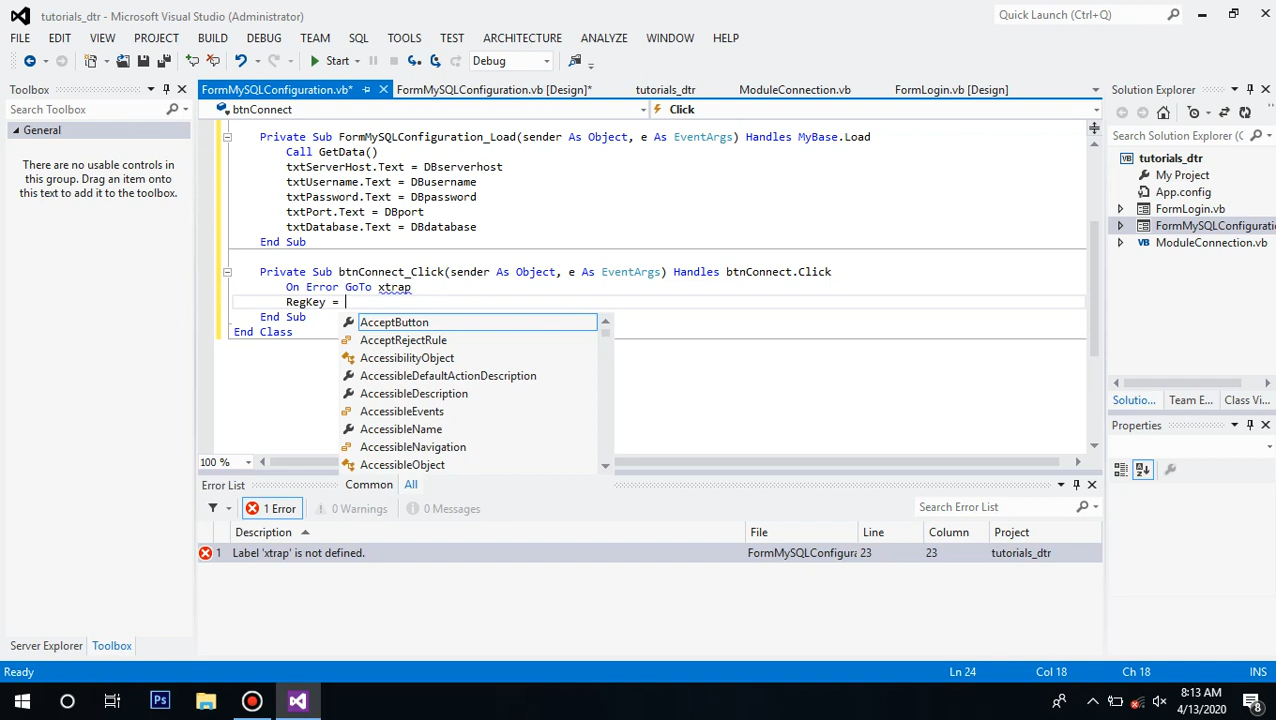 tutorials_dtr - Microsoft Visual Studio (Administrator)
Quick Launch (Ctrl+Q)
FILE EDIT VIEW PROJECT BUILD DEBUG TEAM SQL TOOLS TEST ARCHITECTURE ANALYZE WINDOW HELP
Start Debug
Toolbox
Search Toolbox
General
There are no usable controls in
this group. Drag an item onto
this text to add it to the toolbox.
Server Explorer Toolbox
FormMySQLConfiguration.vb* FormMySQLConfiguration.vb [Design]* tutorials_dtr ModuleConnection.vb FormLogin.vb [Design]
btnConnect Click
Private Sub FormMySQLConfiguration_Load(sender As Object, e As EventArgs) Handles MyBase.Load
Call GetData()
txtServerHost.Text = DBserverhost
txtUsername.Text = DBusername
txtPassword.Text = DBpassword
txtPort.Text = DBport
txtDatabase.Text = DBdatabase
End Sub
Private Sub btnConnect_Click(sender As Object, e As EventArgs) Handles btnConnect.Click
On Error GoTo xtrap
RegKey =
End Sub
End Class
AcceptButton
AcceptRejectRule
AccessibilityObject
AccessibleDefaultActionDescription
AccessibleDescription
AccessibleEvents
AccessibleName
AccessibleNavigation
AccessibleObject
Common All
100 %
Error List
1 Error 0 Warnings 0 Messages
Search Error List
Description File Line Column Project
1 Label 'xtrap' is not defined. FormMySQLConfigura 23 23 tutorials_dtr
Solution Explorer
Search Solution Explorer
tutorials_dtr
My Project
App.config
FormLogin.vb
FormMySQLConfigurati
ModuleConnection.vb
Solutio... Team E... Class Vi...
Properties
Ready Ln 24 Col 18 Ch 18 INS
Ps
8:13 AM
4/13/2020
8